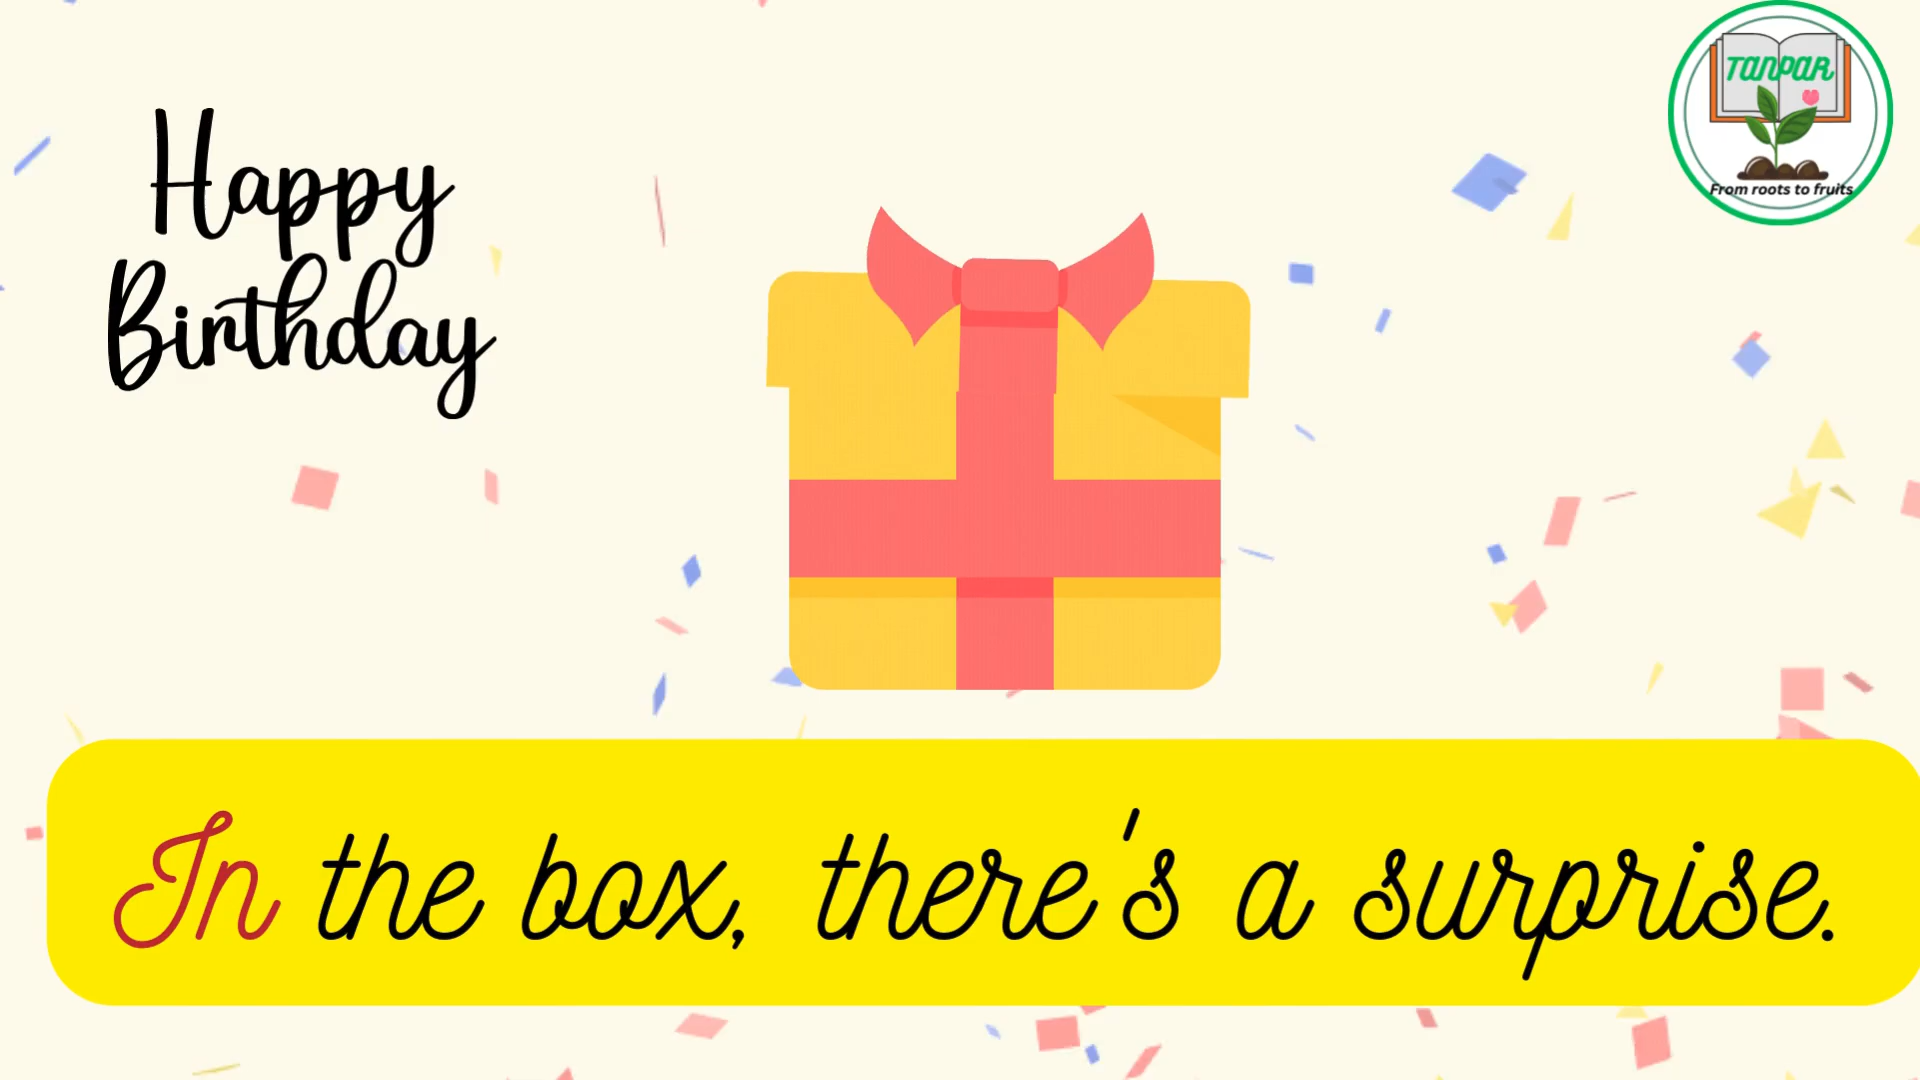 Happy
Birthday
TANPAR
From roots to fruits
In the box, there's a surprise.